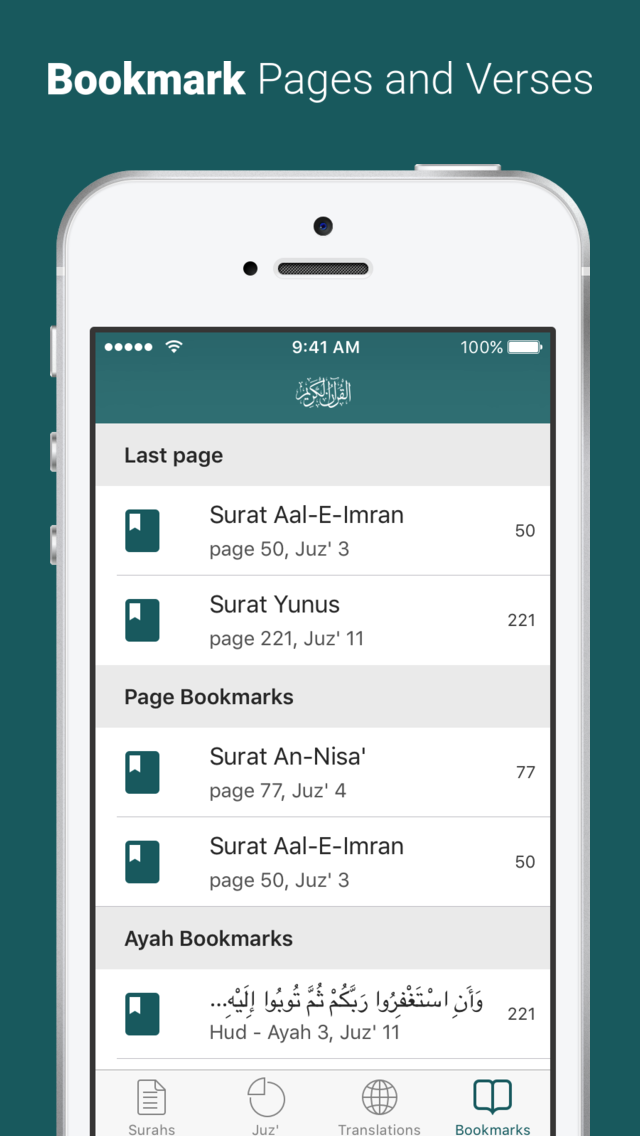 Bookmark Pages and Verses
9:41 AM
100%
القرآن الكريم
Last page
Surat Aal-E-Imran
50
page 50, Juz' 3
Surat Yunus
221
page 221, Juz' 11
Page Bookmarks
Surat An-Nisa'
77
page 77, Juz' 4
Surat Aal-E-Imran
50
page 50, Juz' 3
Ayah Bookmarks
وَأَنِ اسْتَغْفِرُوا رَبَّكُمْ ثُمَّ تُوبُوا إِلَيْهِ...
221
Hud - Ayah 3, Juz' 11
Surahs
Juz'
Translations
Bookmarks